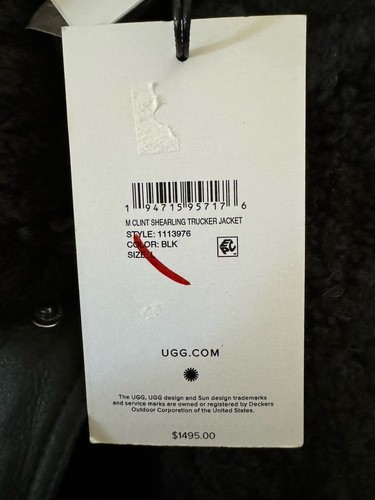 1 94715 95717 6
M CLINT SHEARLING TRUCKER JACKET
STYLE: 1113976
COLOR: BLK
SIZE: L
UGG.COM
The UGG, UGG design and Sun design trademarks
and service marks are owned or registered by Deckers
Outdoor Corporation of the United States.
$1495.00